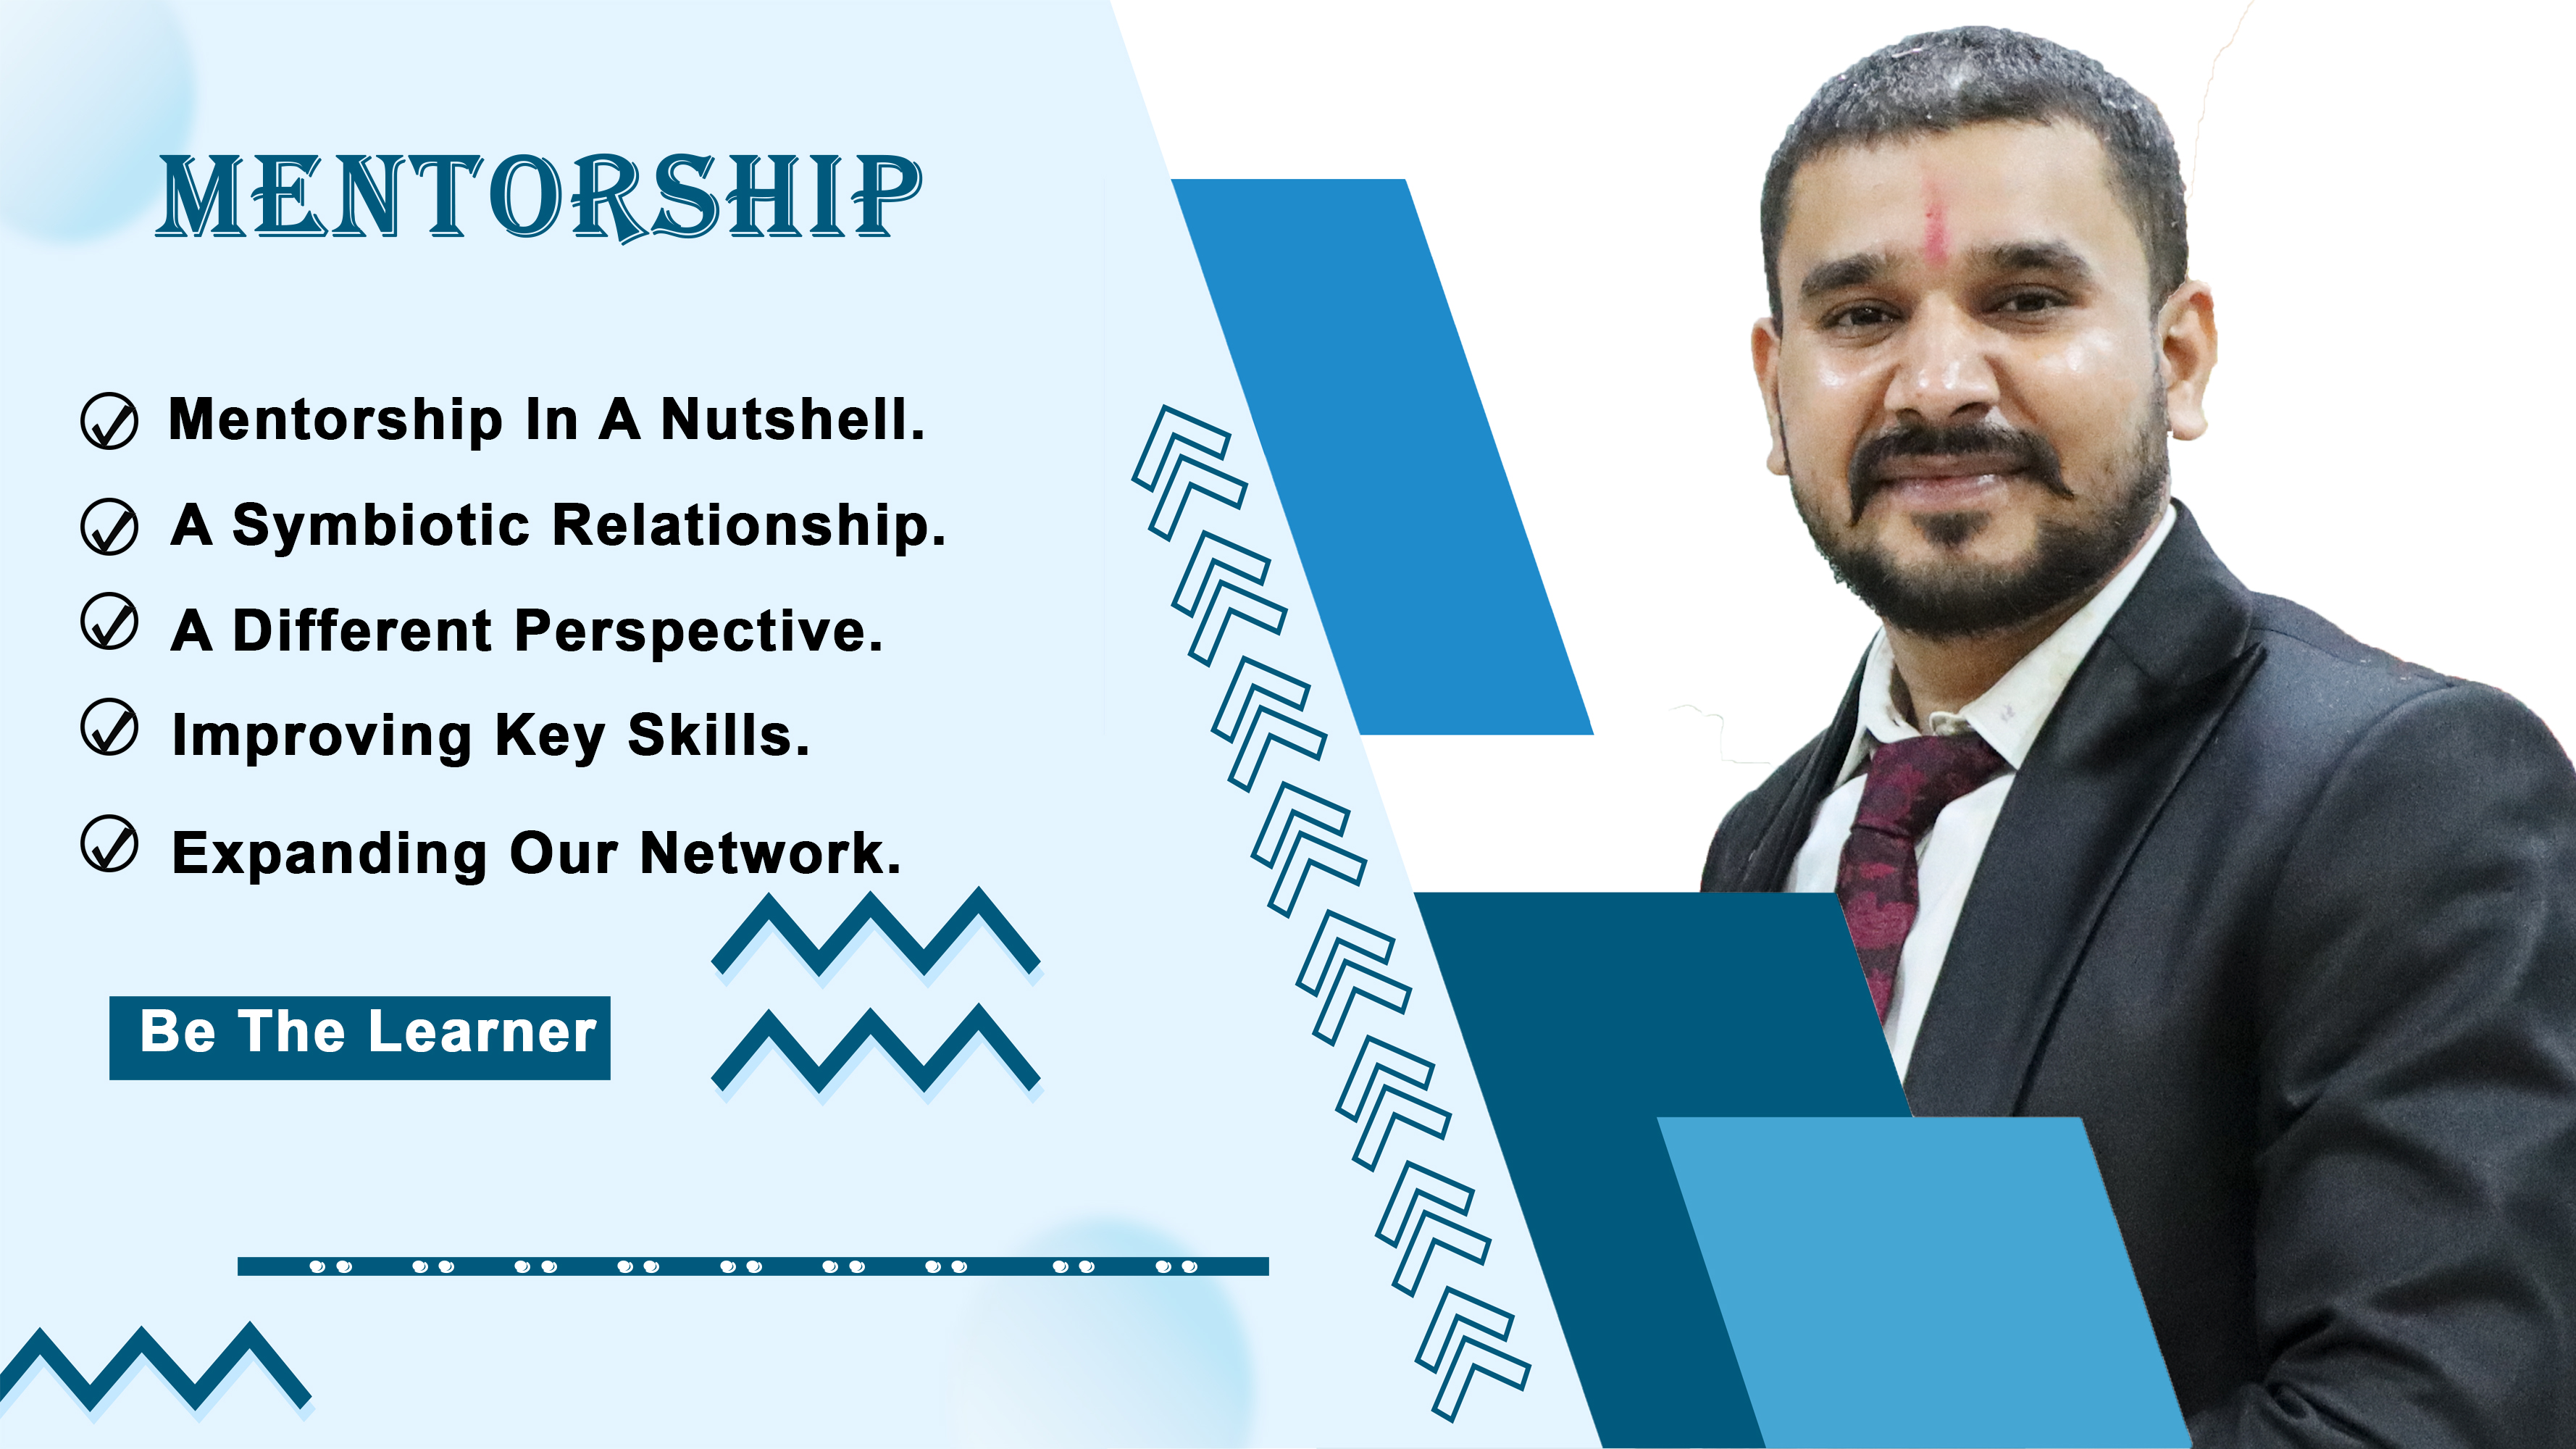 MENTORSHIP
Mentorship In A Nutshell.
A Symbiotic Relationship.
A Different Perspective.
Improving Key Skills.
Expanding Our Network.
Be The Learner